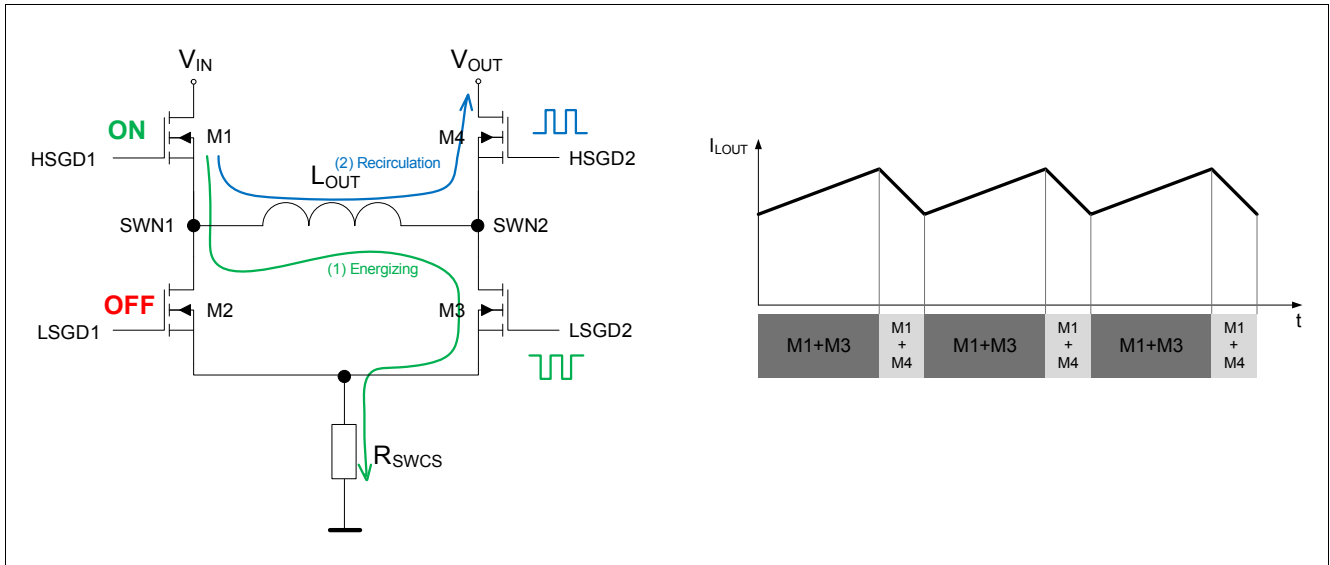 VIN
VOUT
ON
M1
M4
HSGD1
(2) Recirculation
HSGD2
LOUT
SWN1
SWN2
(1) Energizing
OFF
M2
M3
LSGD1
LSGD2
RSWCS
ILOUT
t
M1+M3
M1
+
M4
M1+M3
M1
+
M4
M1+M3
M1
+
M4